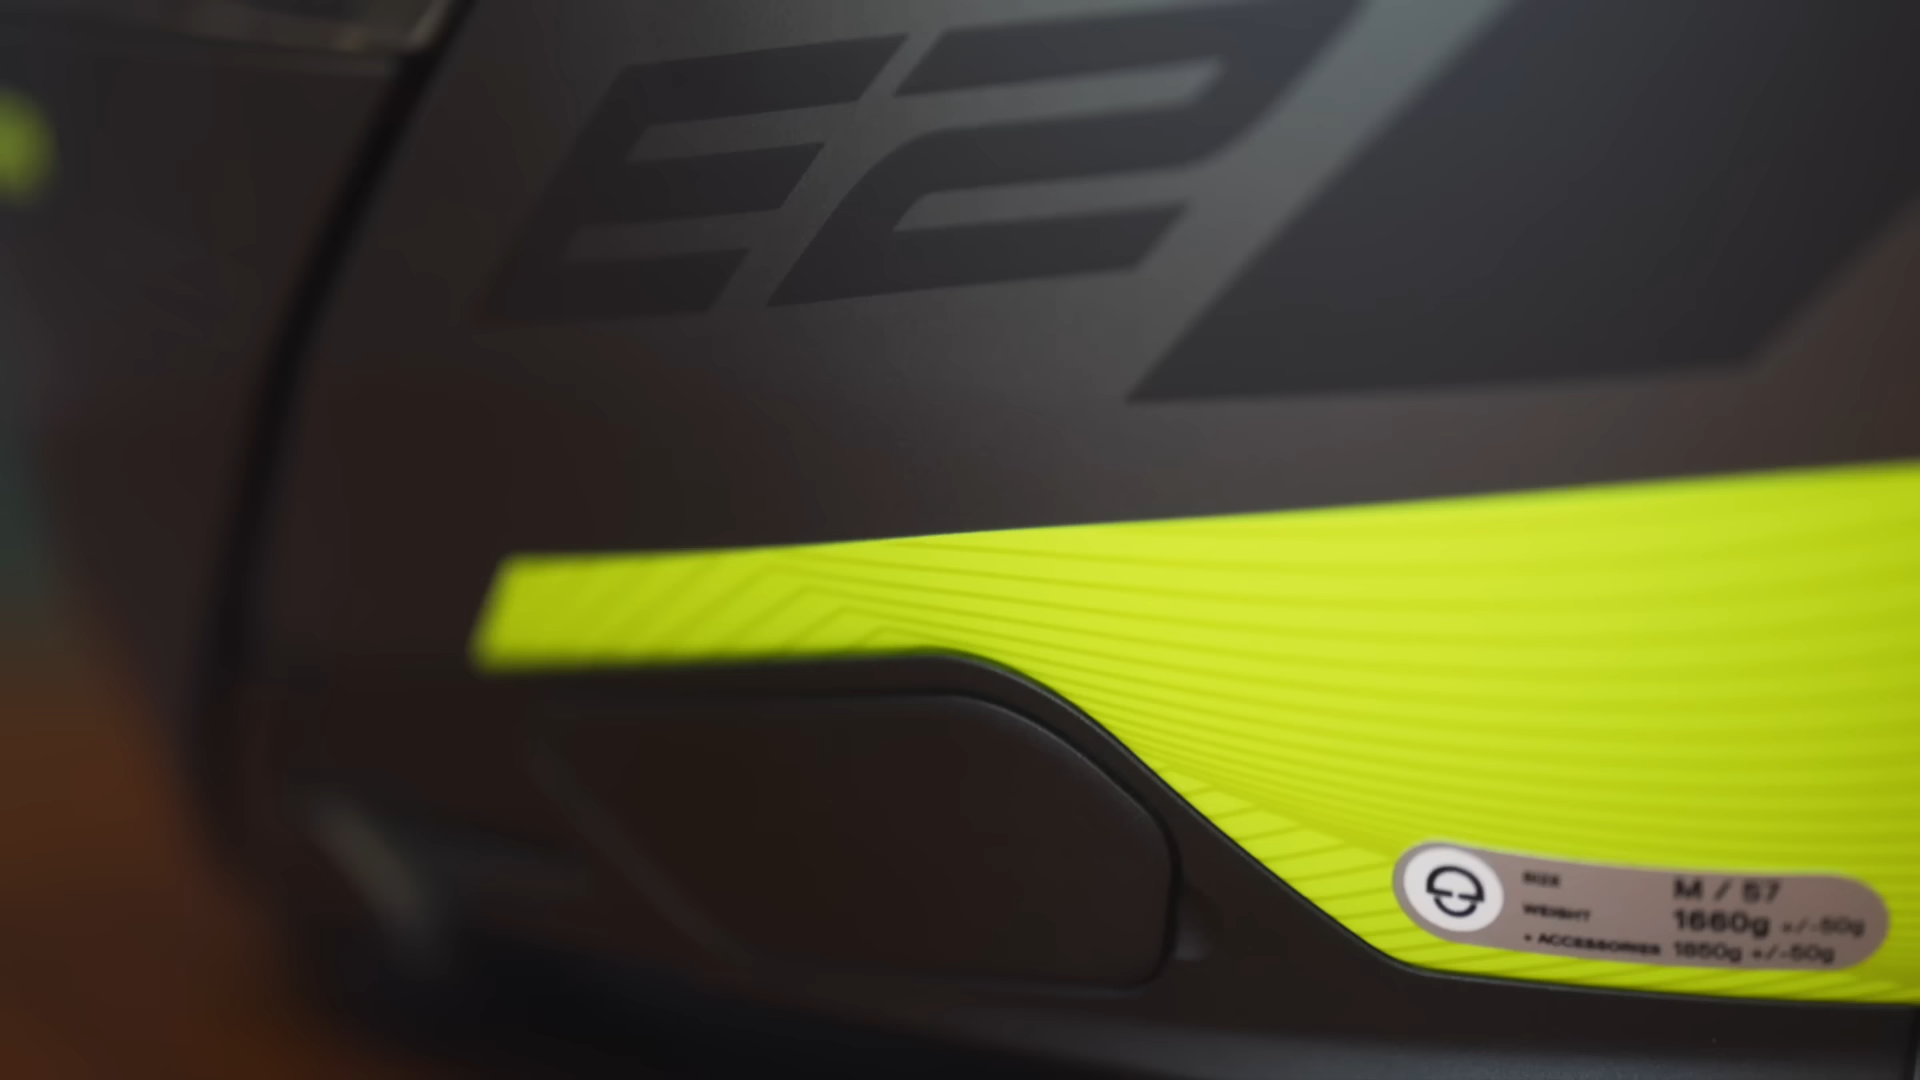 E2
SIZE M / 57
WEIGHT 1660g +/-50g
+ ACCESSORIES 1850g +/-50g